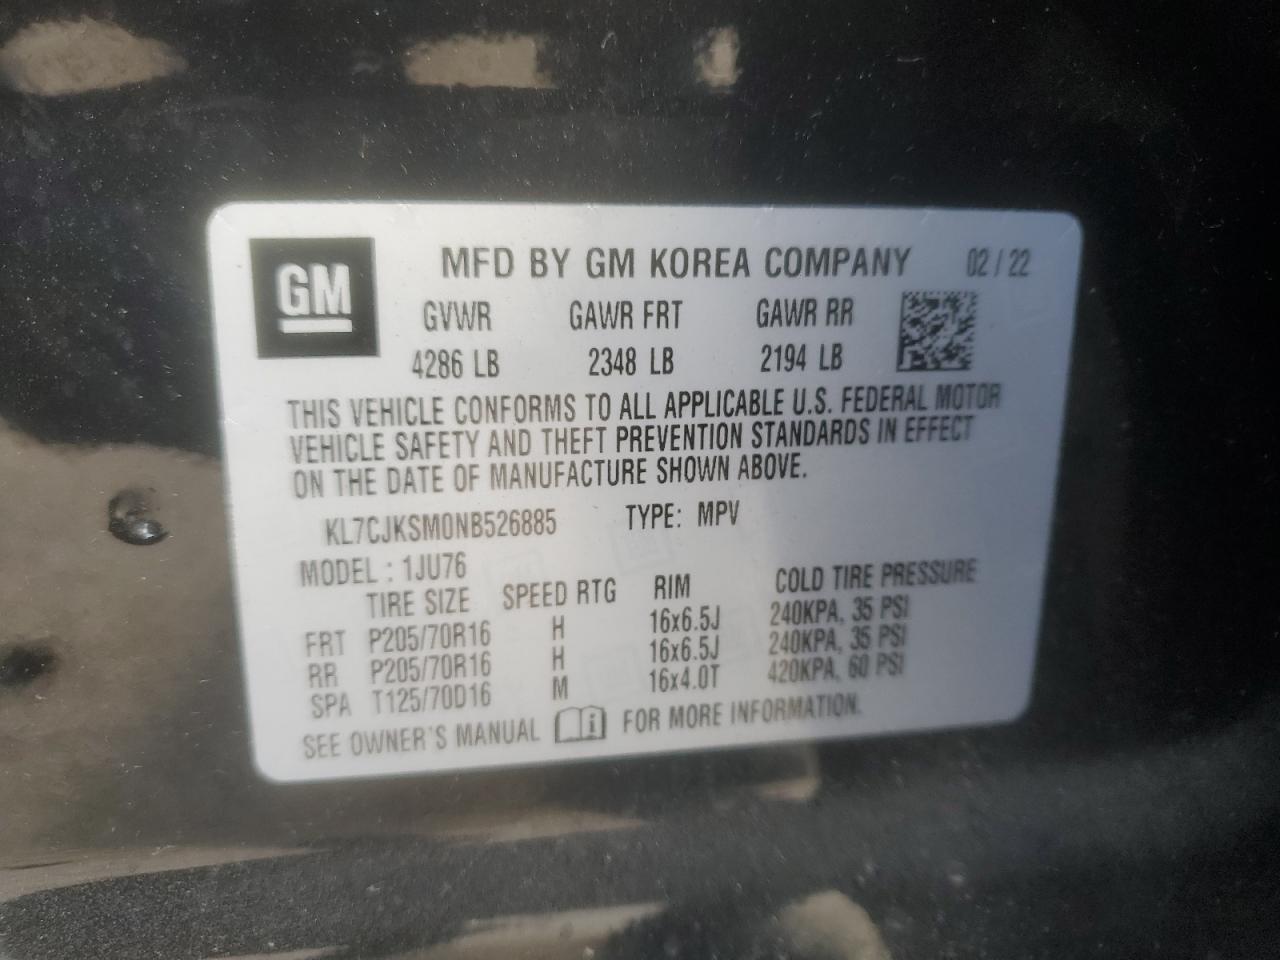 GM
MFD BY GM KOREA COMPANY 02 / 22
GVWR GAWR FRT GAWR RR
4286 LB 2348 LB 2194 LB
THIS VEHICLE CONFORMS TO ALL APPLICABLE U.S. FEDERAL MOTOR
VEHICLE SAFETY AND THEFT PREVENTION STANDARDS IN EFFECT
ON THE DATE OF MANUFACTURE SHOWN ABOVE.
KL7CJKSM0NB526885 TYPE: MPV
MODEL : 1JU76
TIRE SIZE SPEED RTG RIM COLD TIRE PRESSURE
FRT P205/70R16 H 16x6.5J 240KPA, 35 PSI
RR P205/70R16 H 16x6.5J 240KPA, 35 PSI
SPA T125/70D16 M 16x4.0T 420KPA, 60 PSI
SEE OWNER'S MANUAL i FOR MORE INFORMATION.